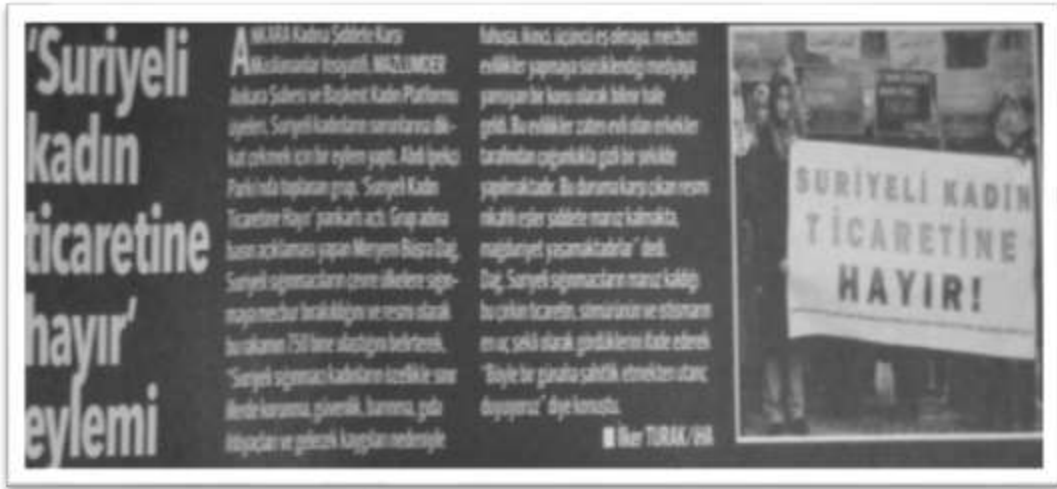 'Suriyeli
kadın
ticaretine
hayır'
eylemi
ANKARA Kadına Şiddete Karşı
Müslümanlar İnisiyatifi, MAZLUMDER
Ankara Şubesi ve Başkent Kadın Platformu
üyeleri, Suriyeli kadınların sorunlarına dik-
kat çekmek için bir eylem yaptı. Abdi İpekçi
Parkı'nda toplanan grup, 'Suriyeli Kadın
Ticaretine Hayır' pankartı açtı. Grup adına
basın açıklaması yapan Meryem Büşra Dağ,
Suriyeli sığınmacıların çevre ülkelere sığın-
maya mecbur bırakıldığını ve resmi olarak
bu rakamın 750 bine ulaştığını belirterek,
"Suriyeli sığınmacı kadınların özellikle sınır
illerde korunma, güvenlik, barınma, gıda
ihtiyaçları ve gelecek kaygıları nedeniyle
fuhuşa, ikinci, üçüncü eş olmaya, mecburi
evlilikler yapmaya sürüklendiği medyaya
yansıyan bir konu olarak bilinir hale
geldi. Bu evlilikler zaten evli olan erkekler
tarafından çoğunlukla gizli bir şekilde
yapılmaktadır. Bu duruma karşı çıkan resmi
nikahlı eşler şiddete maruz kalmakta,
mağduriyet yaşamaktadırlar" dedi.
Dağ, Suriyeli sığınmacıların maruz kaldığı
bu çirkin ticaretin, sömürünün ve istismarın
en uç şekli olarak gördüklerini ifade ederek
"Böyle bir günaha şahitlik etmekten utanç
duyuyoruz" diye konuştu.
İlker TURAK/İHA
SURİYELİ KADIN
TİCARETİNE
HAYIR!